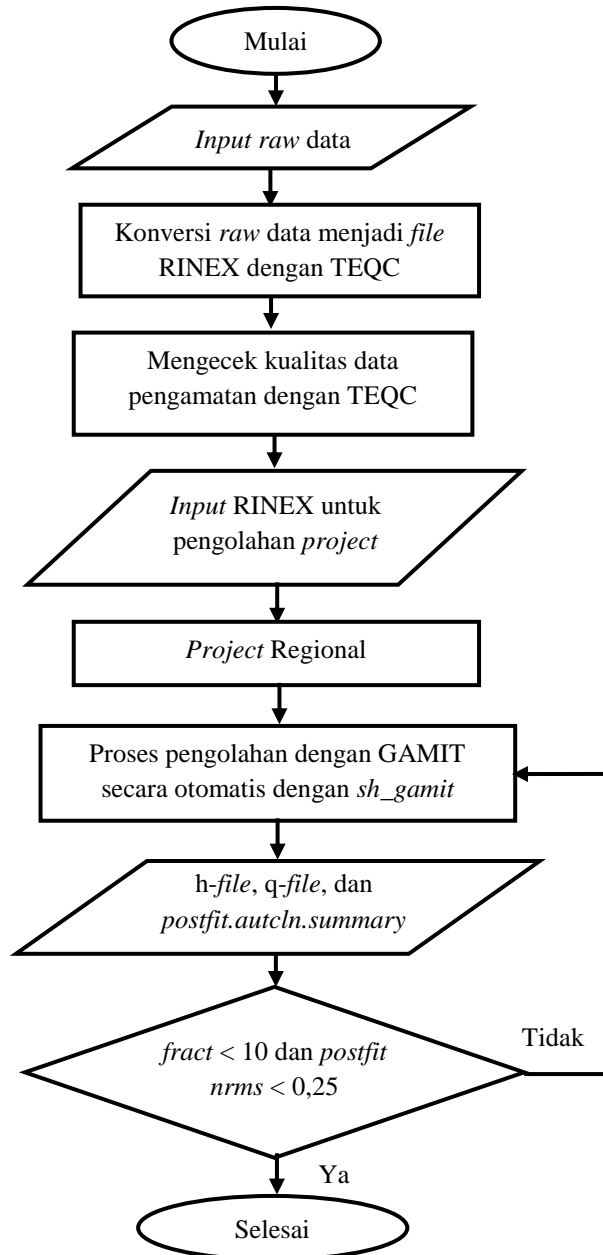 Mulai
Input raw data
Konversi raw data menjadi file
RINEX dengan TEQC
Mengecek kualitas data
pengamatan dengan TEQC
Input RINEX untuk
pengolahan project
Project Regional
Proses pengolahan dengan GAMIT
secara otomatis dengan sh_gamit
h-file, q-file, dan
postfit.autcln.summary
fract < 10 dan postfit
nrms < 0,25
Tidak
Ya
Selesai